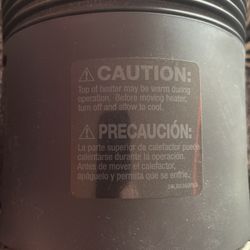 ⚠ CAUTION:
Top of heater may be warm during
operation. Before moving heater,
turn off and allow to cool.
⚠ PRECAUCIÓN:
La parte superior de calefactor puede
calentarse durante la operación.
Antes de mover el calefactor,
apáguelo y permita que se enfríe.